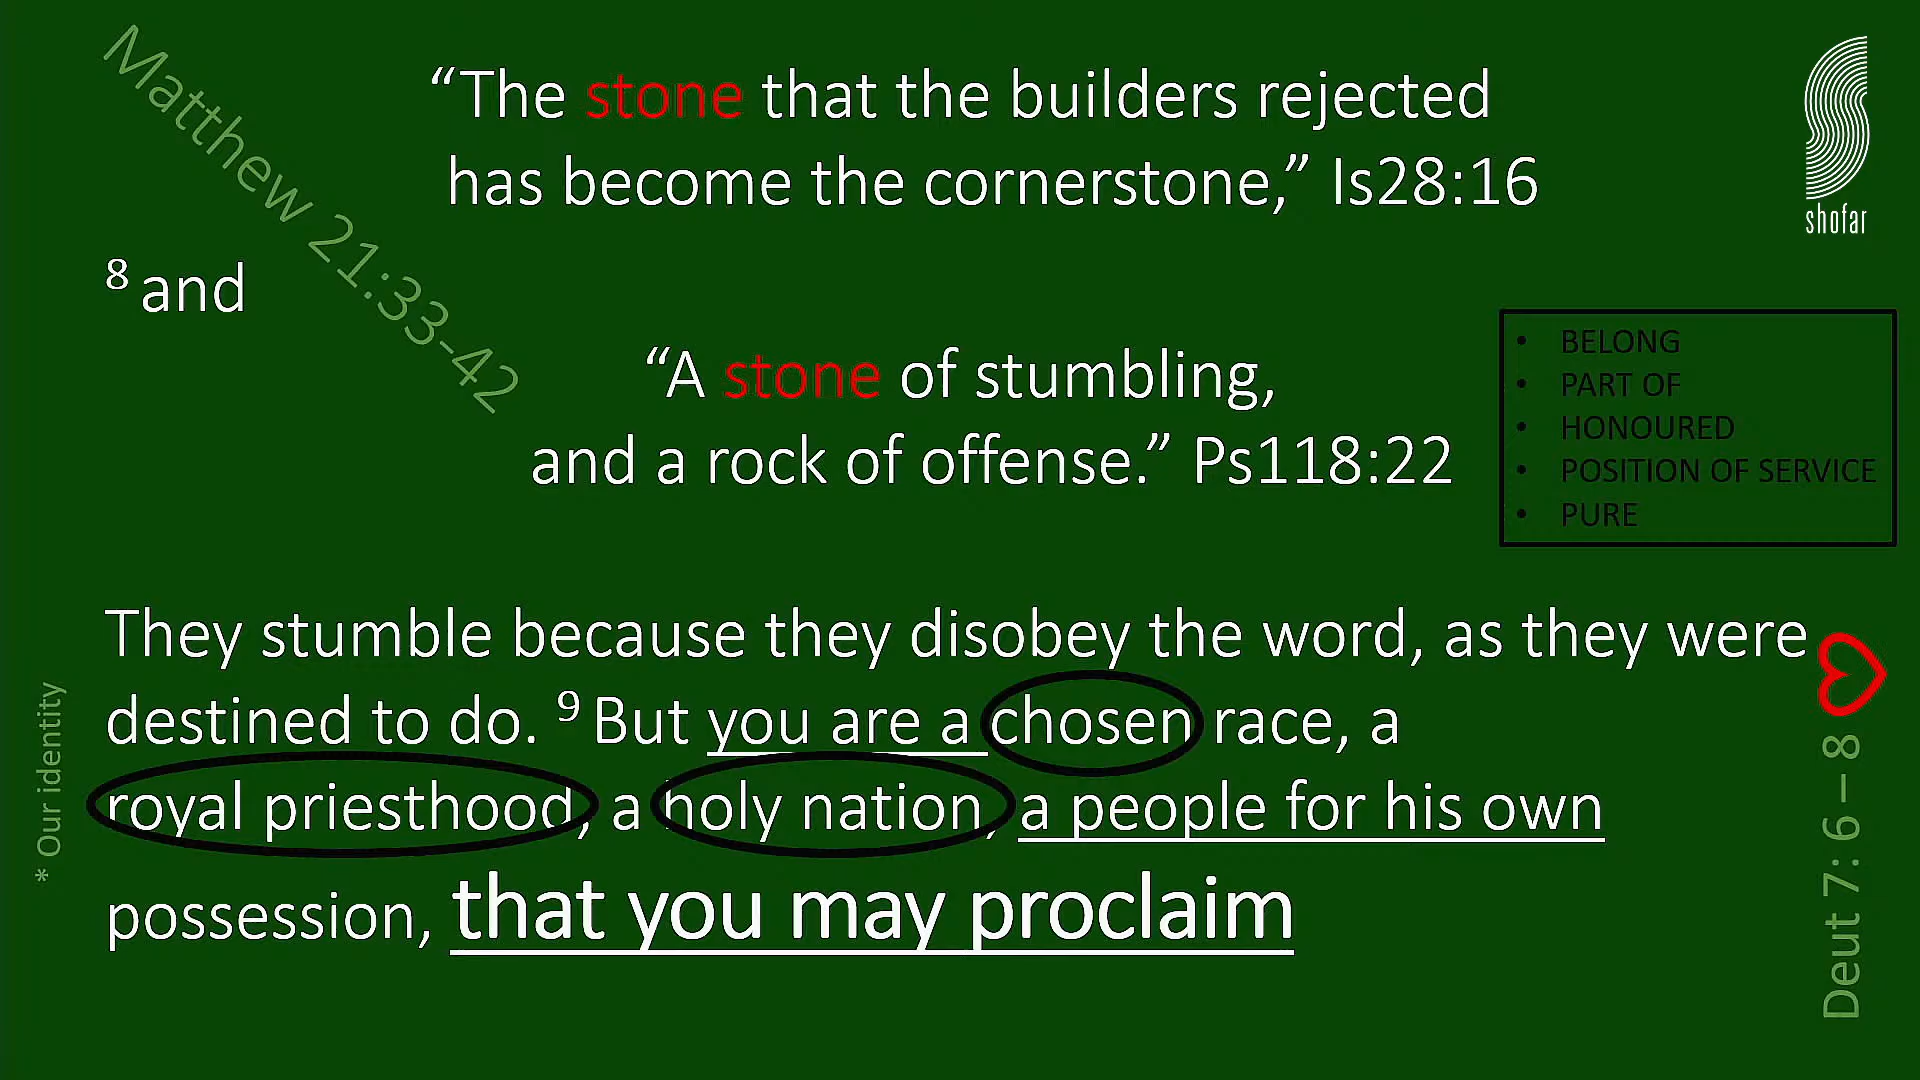 Matthew 21:33-42
“The stone that the builders rejected
has become the cornerstone,” Is28:16
shofar
8 and
“A stone of stumbling,
and a rock of offense.” Ps118:22
• BELONG
• PART OF
• HONOURED
• POSITION OF SERVICE
• PURE
They stumble because they disobey the word, as they were
destined to do. 9 But you are a chosen race, a
royal priesthood, a holy nation, a people for his own
possession, that you may proclaim
* Our identity
Deut 7: 6 – 8